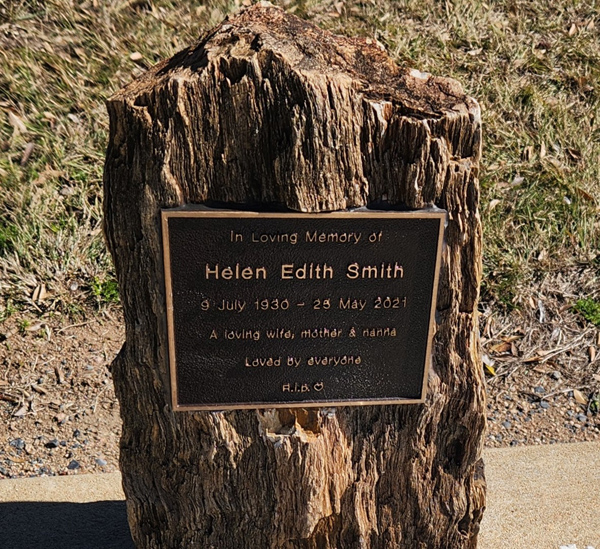 In Loving Memory of
Helen Edith Smith
9 July 1930 - 25 May 2021
A loving wife, mother & nanna
Loved by everyone
R.I.P. ♡